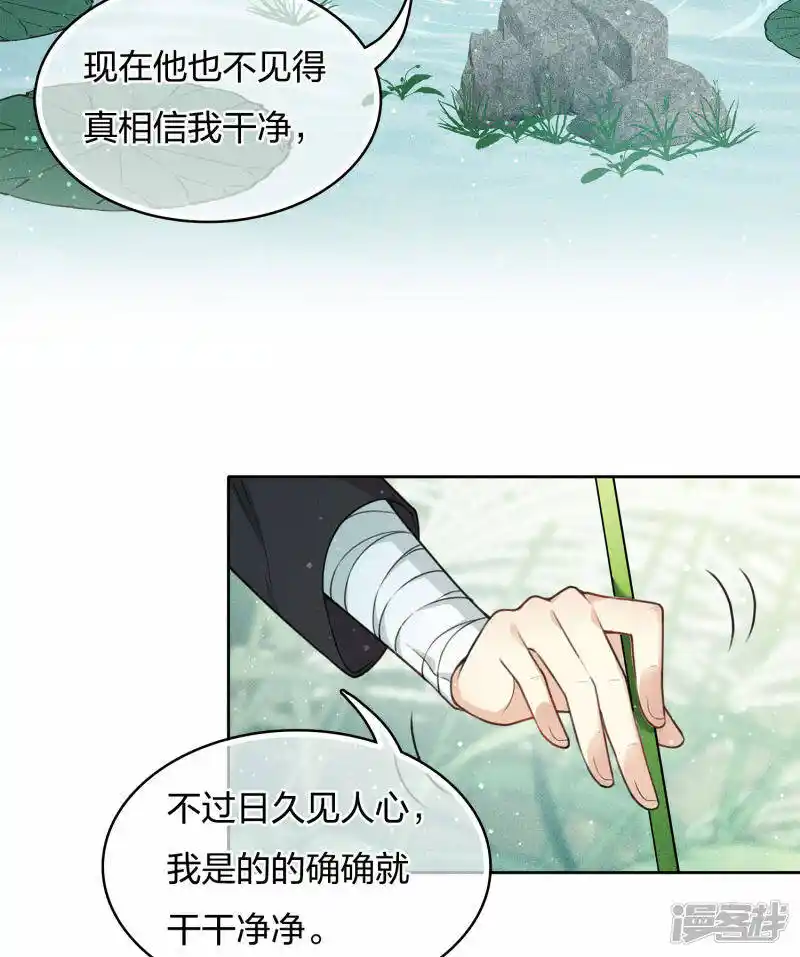 现在他也不见得
真相信我干净，
不过日久见人心，
我是的的确确就
干干净净。
漫客栈